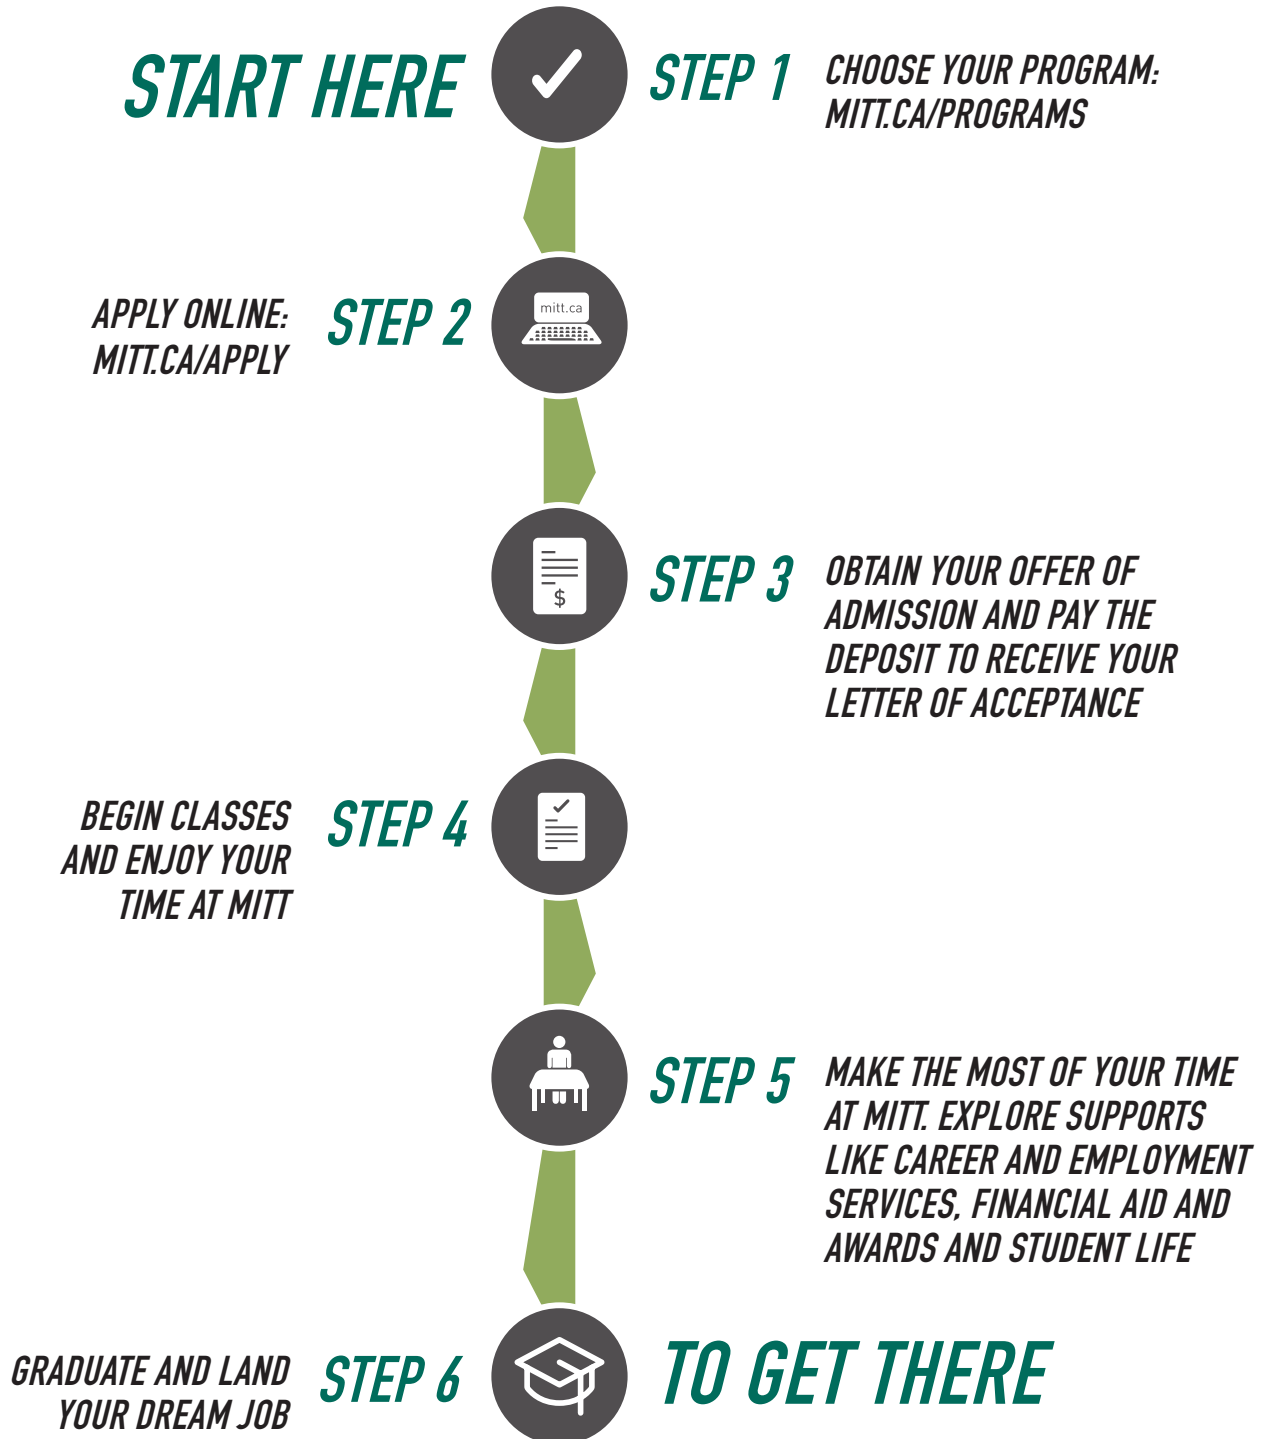 START HERE
STEP 1
CHOOSE YOUR PROGRAM:
MITT.CA/PROGRAMS
STEP 2
APPLY ONLINE:
MITT.CA/APPLY
mitt.ca
STEP 3
OBTAIN YOUR OFFER OF
ADMISSION AND PAY THE
DEPOSIT TO RECEIVE YOUR
LETTER OF ACCEPTANCE
$
STEP 4
BEGIN CLASSES
AND ENJOY YOUR
TIME AT MITT
STEP 5
MAKE THE MOST OF YOUR TIME
AT MITT. EXPLORE SUPPORTS
LIKE CAREER AND EMPLOYMENT
SERVICES, FINANCIAL AID AND
AWARDS AND STUDENT LIFE
STEP 6
GRADUATE AND LAND
YOUR DREAM JOB
TO GET THERE